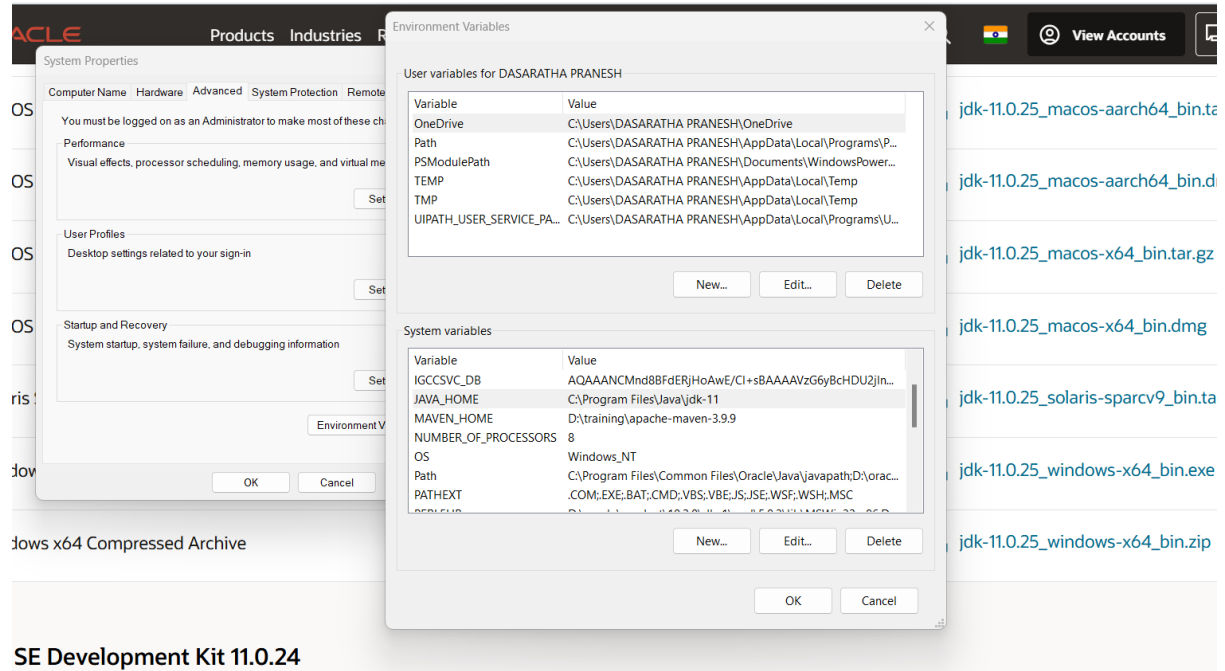 ACLE
Products Industries R
View Accounts
System Properties
Computer Name Hardware Advanced System Protection Remote
You must be logged on as an Administrator to make most of these ch
Performance
Visual effects, processor scheduling, memory usage, and virtual me
Set
User Profiles
Desktop settings related to your sign-in
Set
Startup and Recovery
System startup, system failure, and debugging information
Set
Environment V
OK Cancel
Environment Variables
User variables for DASARATHA PRANESH
Variable Value
OneDrive C:\Users\DASARATHA PRANESH\OneDrive
Path C:\Users\DASARATHA PRANESH\AppData\Local\Programs\P...
PSModulePath C:\Users\DASARATHA PRANESH\Documents\WindowsPower...
TEMP C:\Users\DASARATHA PRANESH\AppData\Local\Temp
TMP C:\Users\DASARATHA PRANESH\AppData\Local\Temp
UIPATH_USER_SERVICE_PA... C:\Users\DASARATHA PRANESH\AppData\Local\Programs\U...
New... Edit... Delete
System variables
Variable Value
IGCCSVC_DB AQAAANCMnd8BFdERjHoAwE/Cl+sBAAAAVzG6yBcHDU2jln...
JAVA_HOME C:\Program Files\Java\jdk-11
MAVEN_HOME D:\training\apache-maven-3.9.9
NUMBER_OF_PROCESSORS 8
OS Windows_NT
Path C:\Program Files\Common Files\Oracle\Java\javapath;D:\orac...
PATHEXT .COM;.EXE;.BAT;.CMD;.VBS;.VBE;.JS;.JSE;.WSF;.WSH;.MSC
New... Edit... Delete
OK Cancel
OS jdk-11.0.25_macos-aarch64_bin.ta
OS jdk-11.0.25_macos-aarch64_bin.d
OS jdk-11.0.25_macos-x64_bin.tar.gz
OS jdk-11.0.25_macos-x64_bin.dmg
ris jdk-11.0.25_solaris-sparcv9_bin.ta
dow jdk-11.0.25_windows-x64_bin.exe
dows x64 Compressed Archive jdk-11.0.25_windows-x64_bin.zip
SE Development Kit 11.0.24